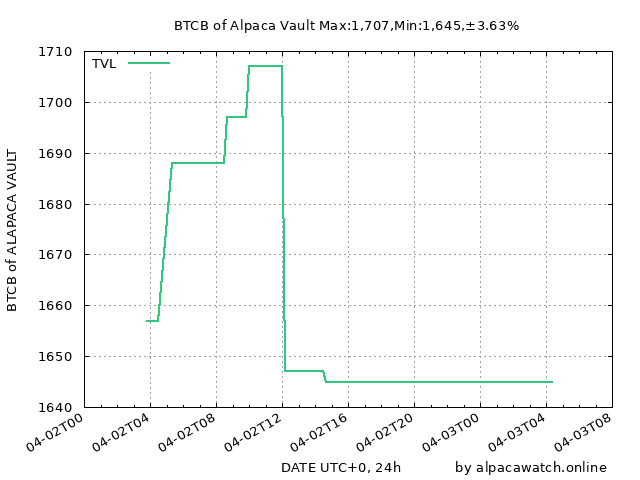 BTCB of Alpaca Vault Max:1,707,Min:1,645,±3.63%
TVL
1710
1700
1690
1680
1670
1660
1650
1640
BTCB of ALAPACA VAULT
04-02T00
04-02T04
04-02T08
04-02T12
04-02T16
04-02T20
04-03T00
04-03T04
04-03T08
DATE UTC+0, 24h
by alpacawatch.online